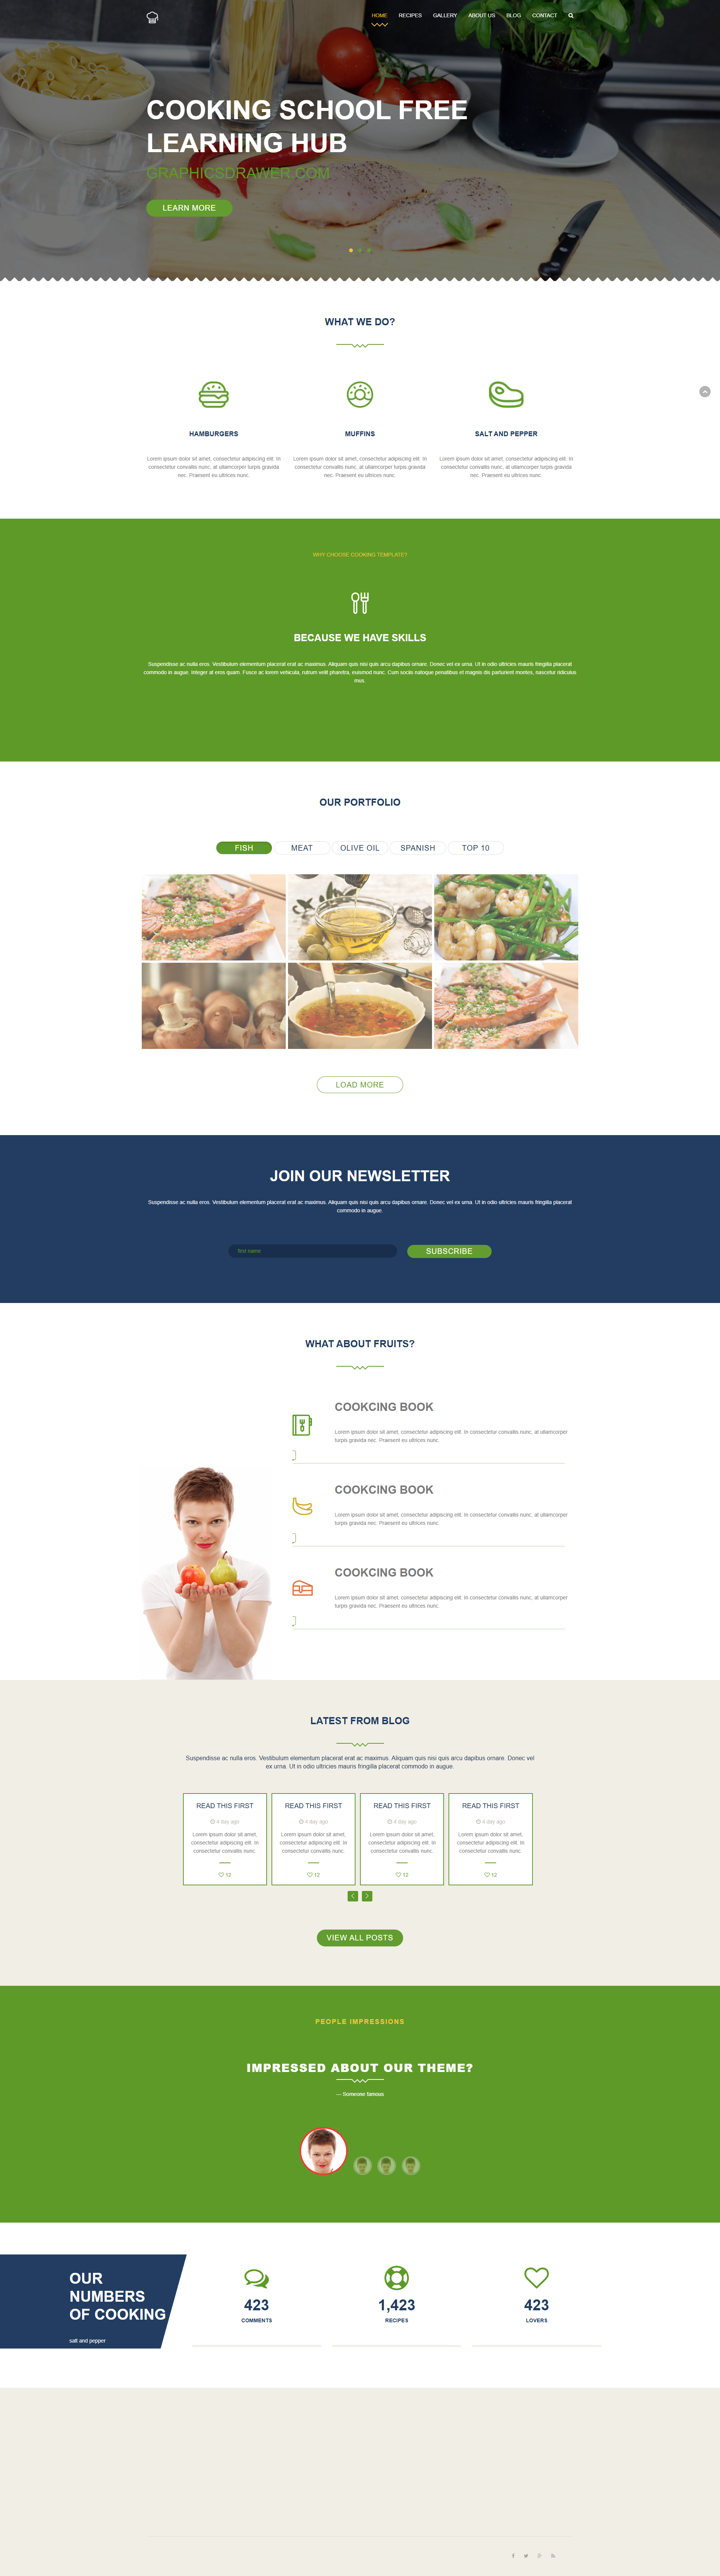 HOME RECIPES GALLERY ABOUT US BLOG CONTACT
COOKING SCHOOL FREE
LEARNING HUB
GRAPHICSDRAWER.COM
LEARN MORE
WHAT WE DO?
HAMBURGERS
Lorem ipsum dolor sit amet, consectetur adipiscing elit. In
consectetur convallis nunc, at ullamcorper turpis gravida
nec. Praesent eu ultrices nunc.
MUFFINS
Lorem ipsum dolor sit amet, consectetur adipiscing elit. In
consectetur convallis nunc, at ullamcorper turpis gravida
nec. Praesent eu ultrices nunc.
SALT AND PEPPER
Lorem ipsum dolor sit amet, consectetur adipiscing elit. In
consectetur convallis nunc, at ullamcorper turpis gravida
nec. Praesent eu ultrices nunc.
WHY CHOOSE COOKING TEMPLATE?
BECAUSE WE HAVE SKILLS
Suspendisse ac nulla eros. Vestibulum elementum placerat erat ac maximus. Aliquam quis nisi quis arcu dapibus ornare. Donec vel ex urna. Ut in odio ultricies mauris fringilla placerat
commodo in augue. Integer at eros quam. Fusce ac lorem vehicula, rutrum velit pharetra, euismod nunc. Cum sociis natoque penatibus et magnis dis parturient montes, nascetur ridiculus
mus.
OUR PORTFOLIO
FISH MEAT OLIVE OIL SPANISH TOP 10
LOAD MORE
JOIN OUR NEWSLETTER
Suspendisse ac nulla eros. Vestibulum elementum placerat erat ac maximus. Aliquam quis nisi quis arcu dapibus ornare. Donec vel ex urna. Ut in odio ultricies mauris fringilla placerat
commodo in augue.
first name
SUBSCRIBE
WHAT ABOUT FRUITS?
COOKCING BOOK
Lorem ipsum dolor sit amet, consectetur adipiscing elit. In consectetur convallis nunc, at ullamcorper
turpis gravida nec. Praesent eu ultrices nunc.
COOKCING BOOK
Lorem ipsum dolor sit amet, consectetur adipiscing elit. In consectetur convallis nunc, at ullamcorper
turpis gravida nec. Praesent eu ultrices nunc.
COOKCING BOOK
Lorem ipsum dolor sit amet, consectetur adipiscing elit. In consectetur convallis nunc, at ullamcorper
turpis gravida nec. Praesent eu ultrices nunc.
LATEST FROM BLOG
Suspendisse ac nulla eros. Vestibulum elementum placerat erat ac maximus. Aliquam quis nisi quis arcu dapibus ornare. Donec vel
ex urna. Ut in odio ultricies mauris fringilla placerat commodo in augue.
READ THIS FIRST
4 day ago
Lorem ipsum dolor sit amet,
consectetur adipiscing elit. In
consectetur convallis nunc.
12
READ THIS FIRST
4 day ago
Lorem ipsum dolor sit amet,
consectetur adipiscing elit. In
consectetur convallis nunc.
12
READ THIS FIRST
4 day ago
Lorem ipsum dolor sit amet,
consectetur adipiscing elit. In
consectetur convallis nunc.
12
READ THIS FIRST
4 day ago
Lorem ipsum dolor sit amet,
consectetur adipiscing elit. In
consectetur convallis nunc.
12
VIEW ALL POSTS
PEOPLE IMPRESSIONS
IMPRESSED ABOUT OUR THEME?
— Someone famous
OUR
NUMBERS
OF COOKING
salt and pepper
423
COMMENTS
1,423
RECIPES
423
LOVERS